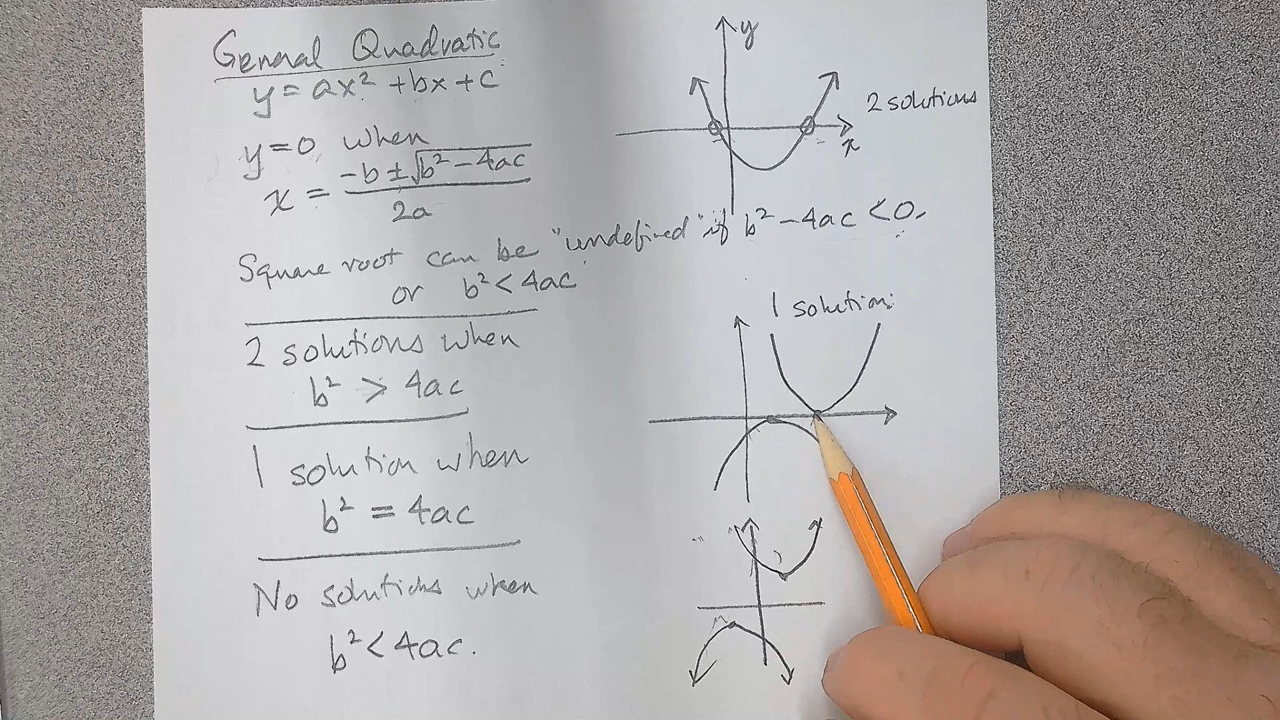 General Quadratic
y = ax² + bx + c
y = 0 when
x = (-b ± √(b² - 4ac)) / 2a
Square root can be "undefined" if b² - 4ac < 0.
or b² < 4ac
2 solutions when
b² > 4ac
1 solution when
b² = 4ac
No solutions when
b² < 4ac.
y
2 solutions
x
1 solution: